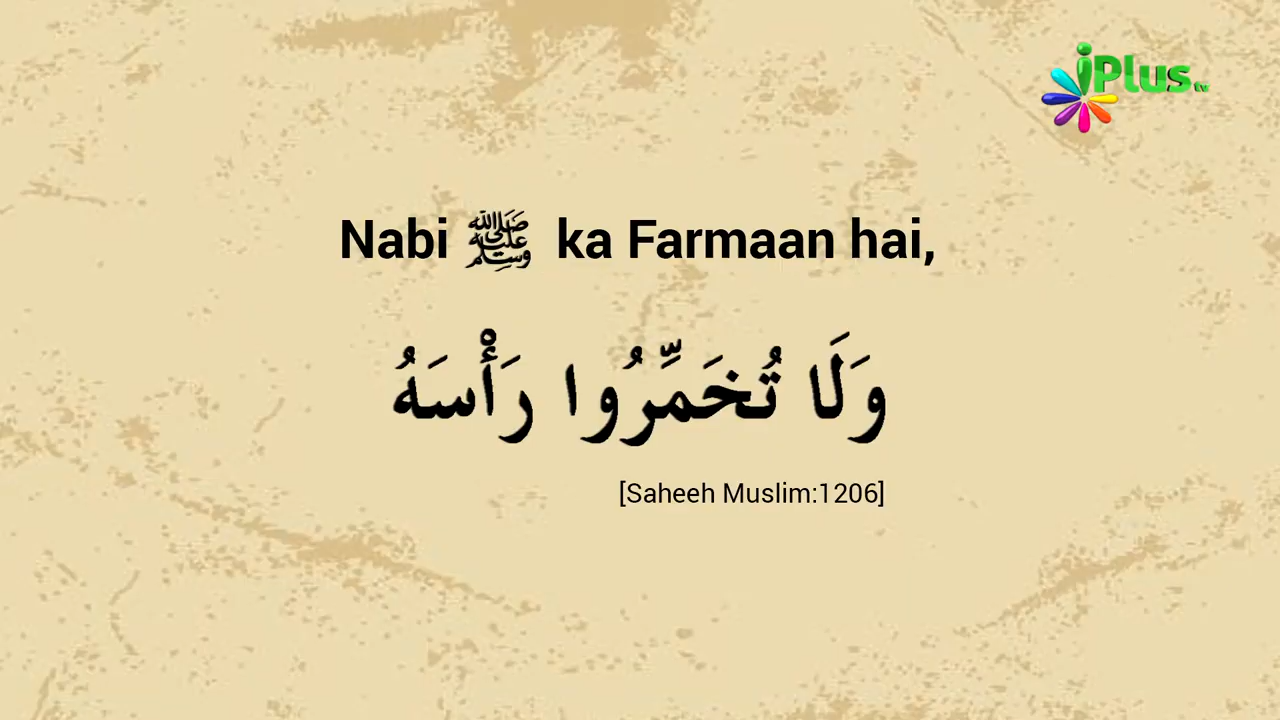 iPlus tv
Nabi ﷺ ka Farmaan hai,
وَلَا تُخَمِّرُوا رَأْسَهُ
[Saheeh Muslim:1206]